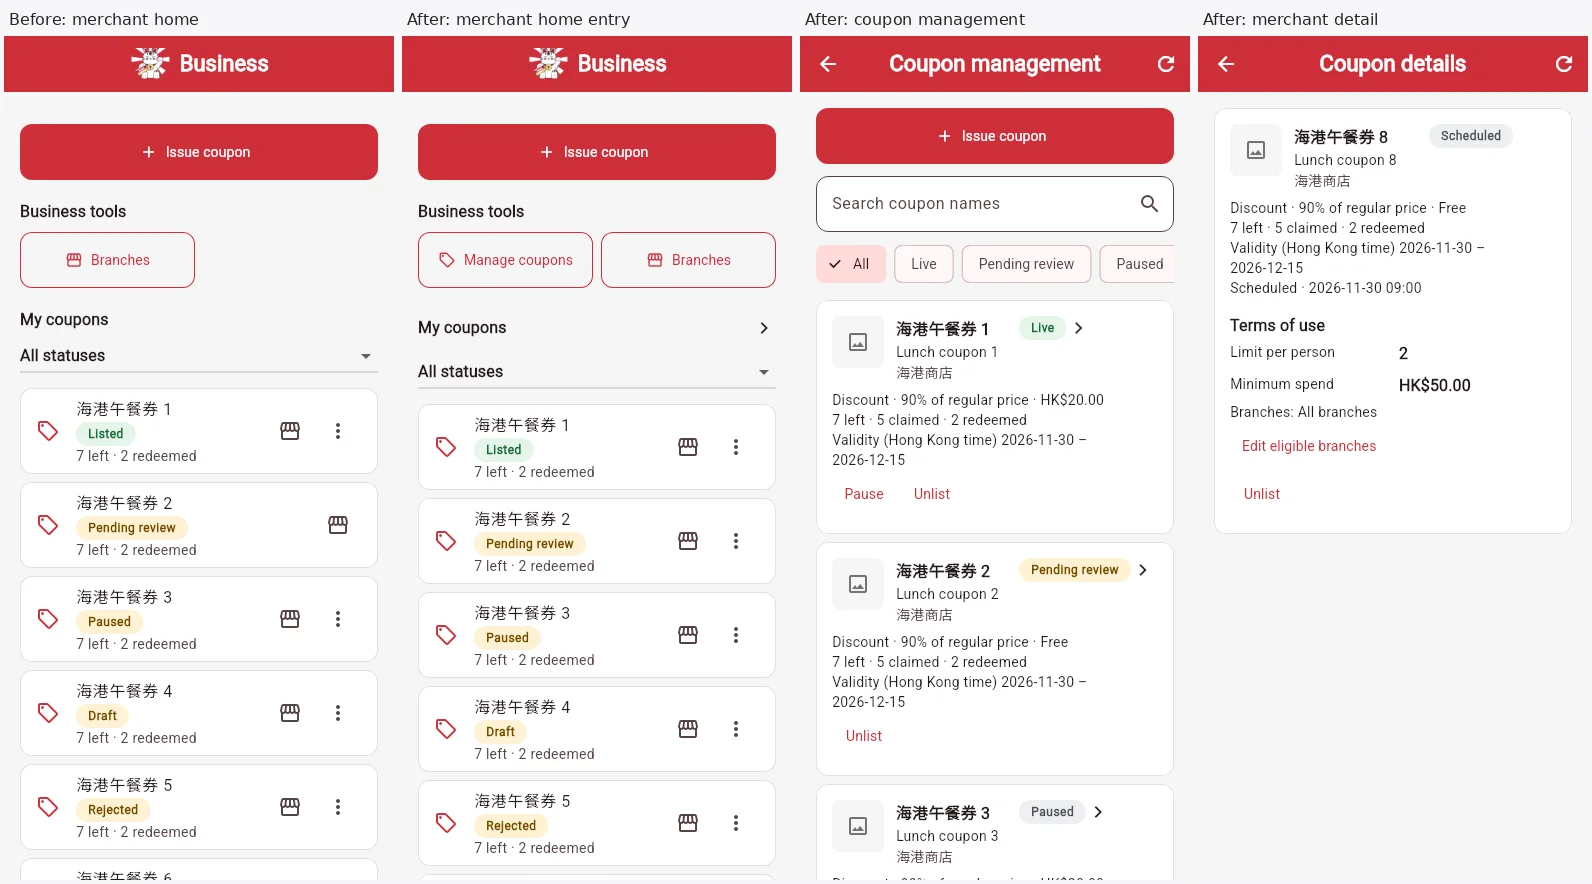 Before: merchant home
Business
Issue coupon
Business tools
Branches
My coupons
All statuses
海港午餐券 1
Listed
7 left · 2 redeemed
海港午餐券 2
Pending review
7 left · 2 redeemed
海港午餐券 3
Paused
7 left · 2 redeemed
海港午餐券 4
Draft
7 left · 2 redeemed
海港午餐券 5
Rejected
7 left · 2 redeemed
海港午餐券 6
After: merchant home entry
Business
Issue coupon
Business tools
Manage coupons
Branches
My coupons
All statuses
海港午餐券 1
Listed
7 left · 2 redeemed
海港午餐券 2
Pending review
7 left · 2 redeemed
海港午餐券 3
Paused
7 left · 2 redeemed
海港午餐券 4
Draft
7 left · 2 redeemed
海港午餐券 5
Rejected
7 left · 2 redeemed
After: coupon management
Coupon management
Issue coupon
Search coupon names
All
Live
Pending review
Paused
海港午餐券 1
Live
Lunch coupon 1
海港商店
Discount · 90% of regular price · HK$20.00
7 left · 5 claimed · 2 redeemed
Validity (Hong Kong time) 2026-11-30 –
2026-12-15
Pause
Unlist
海港午餐券 2
Pending review
Lunch coupon 2
海港商店
Discount · 90% of regular price · Free
7 left · 5 claimed · 2 redeemed
Validity (Hong Kong time) 2026-11-30 –
2026-12-15
Unlist
海港午餐券 3
Paused
Lunch coupon 3
海港商店
After: merchant detail
Coupon details
海港午餐券 8
Scheduled
Lunch coupon 8
海港商店
Discount · 90% of regular price · Free
7 left · 5 claimed · 2 redeemed
Validity (Hong Kong time) 2026-11-30 –
2026-12-15
Scheduled · 2026-11-30 09:00
Terms of use
Limit per person
2
Minimum spend
HK$50.00
Branches: All branches
Edit eligible branches
Unlist